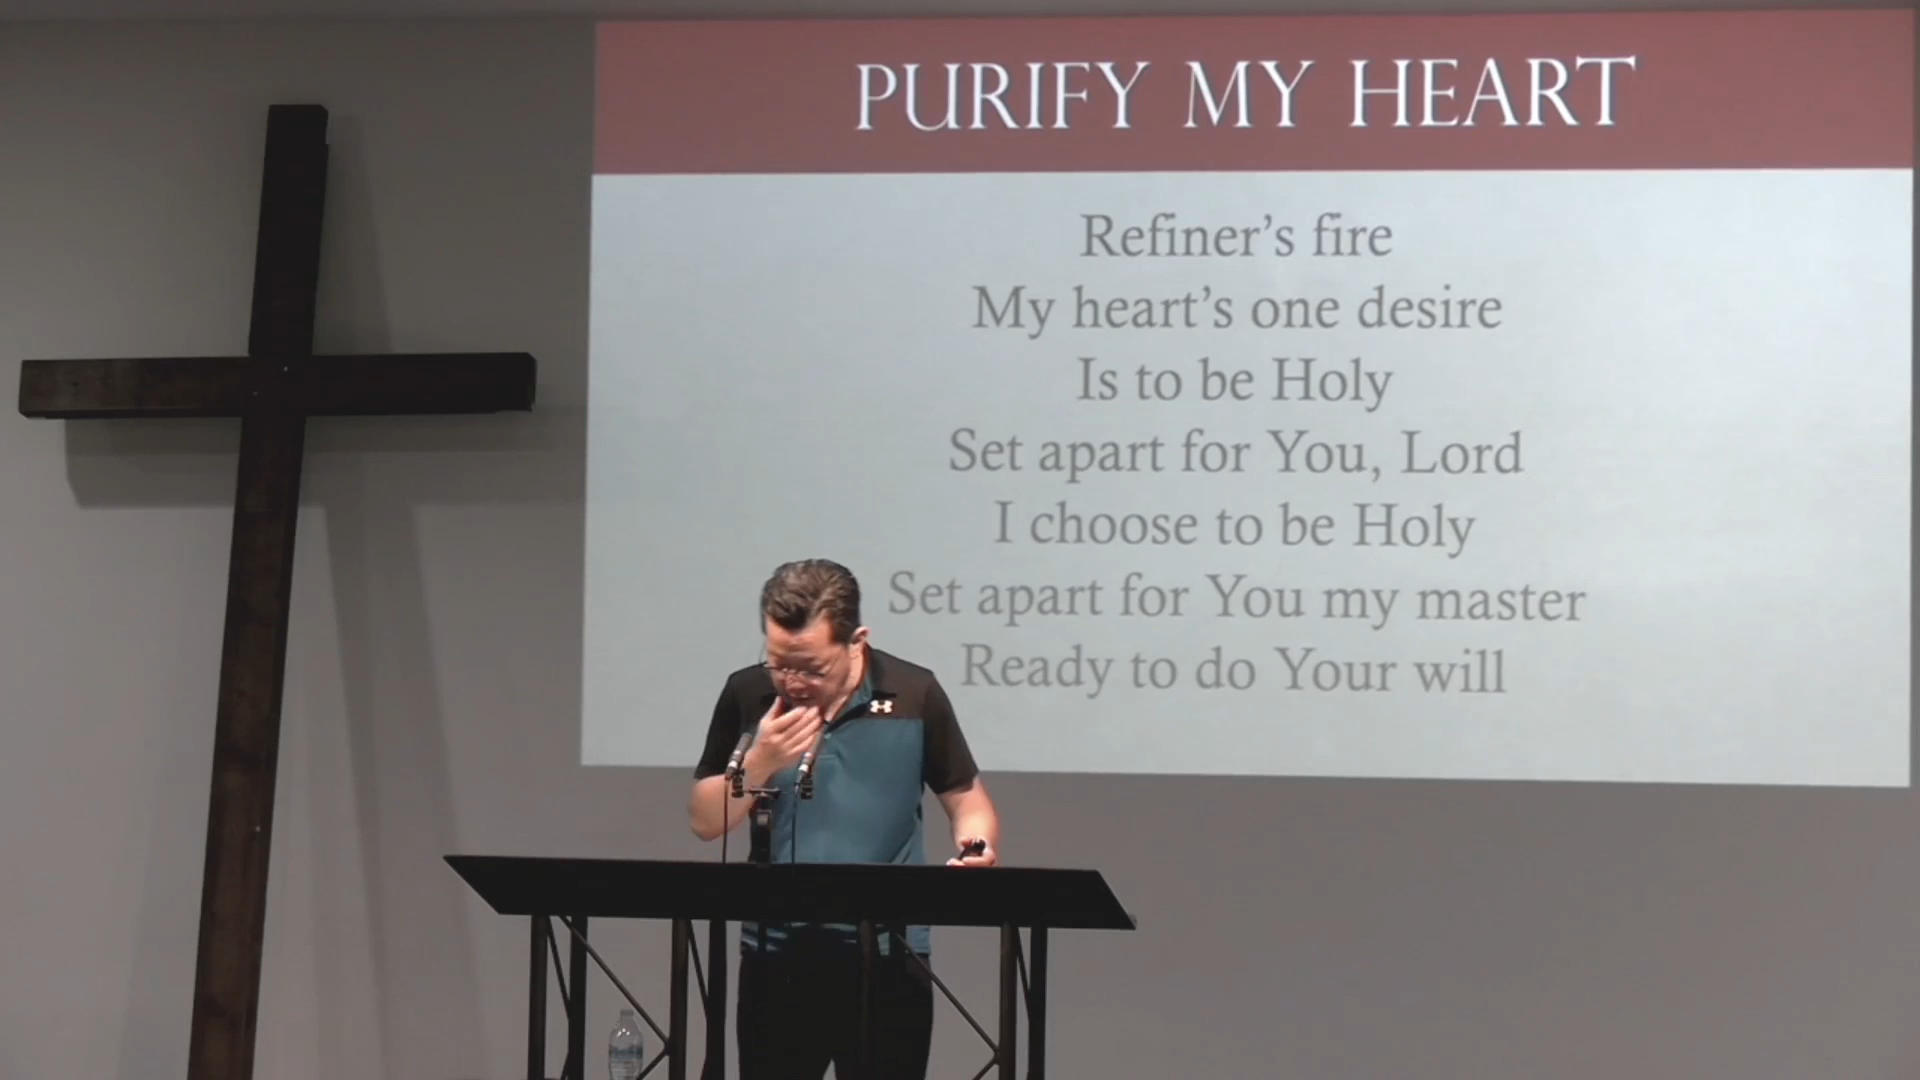 PURIFY MY HEART
Refiner’s fire
My heart’s one desire
Is to be Holy
Set apart for You, Lord
I choose to be Holy
Set apart for You my master
Ready to do Your will